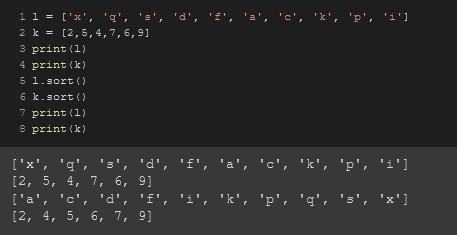 1 l = ['x', 'q', 's', 'd', 'f', 'a', 'c', 'k', 'p', 'i']
2 k = [2,5,4,7,6,9]
3 print(l)
4 print(k)
5 l.sort()
6 k.sort()
7 print(l)
8 print(k)
['x', 'q', 's', 'd', 'f', 'a', 'c', 'k', 'p', 'i']
[2, 5, 4, 7, 6, 9]
['a', 'c', 'd', 'f', 'i', 'k', 'p', 'q', 's', 'x']
[2, 4, 5, 6, 7, 9]